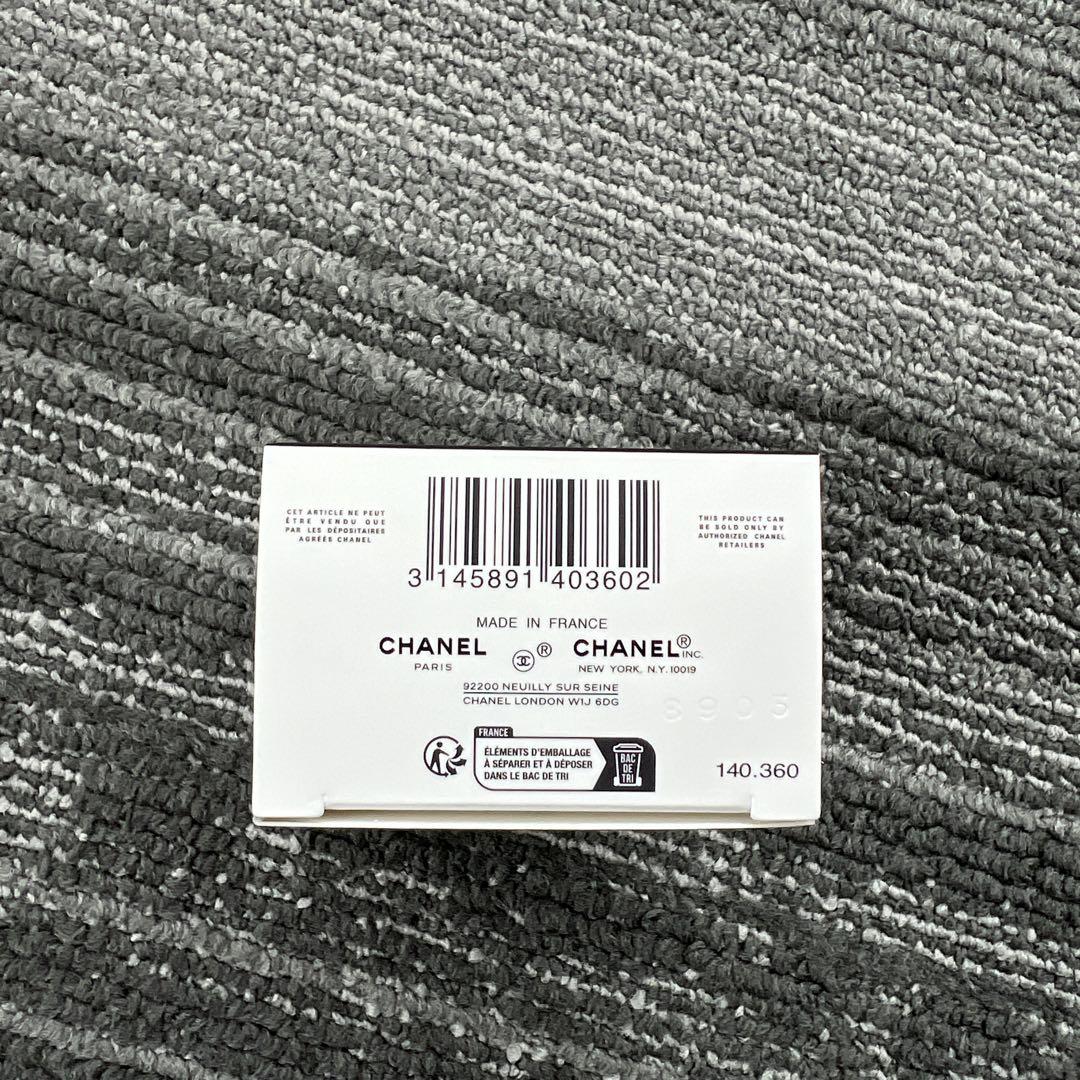 CET ARTICLE NE PEUT
ÊTRE VENDU QUE
PAR LES DÉPOSITAIRES
AGRÉÉS CHANEL
THIS PRODUCT CAN
BE SOLD ONLY BY
AUTHORIZED CHANEL
RETAILERS
3 145891 403602
MADE IN FRANCE
CHANEL ® CHANEL® INC.
PARIS NEW YORK, N.Y. 10019
92200 NEUILLY SUR SEINE
CHANEL LONDON W1J 6DG
FRANCE
ÉLÉMENTS D'EMBALLAGE
À SÉPARER ET À DÉPOSER
DANS LE BAC DE TRI
BAC
DE
TRI
140.360